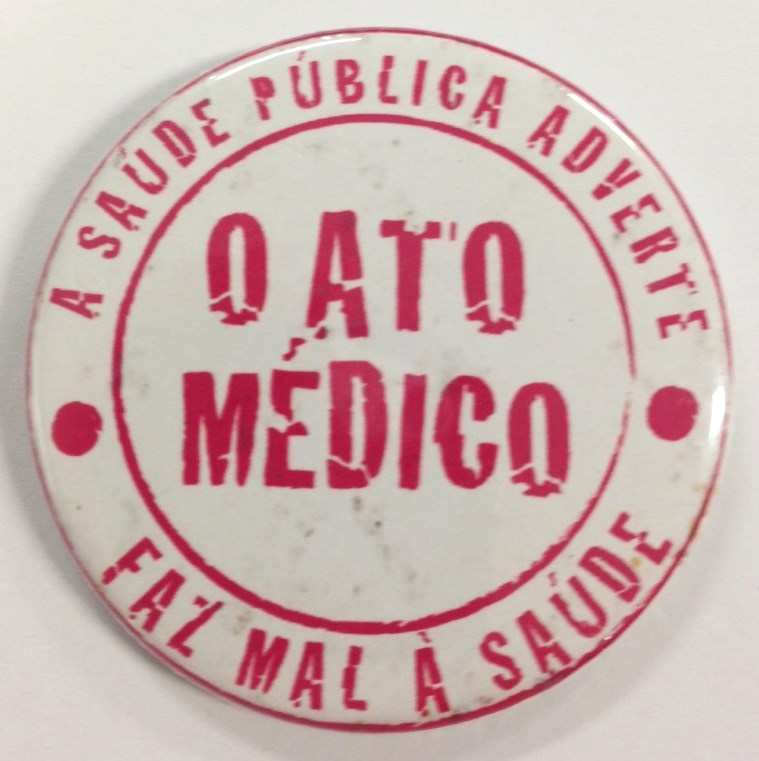 A SAÚDE PÚBLICA ADVERTE
O ATO
MÉDICO
FAZ MAL À SAÚDE